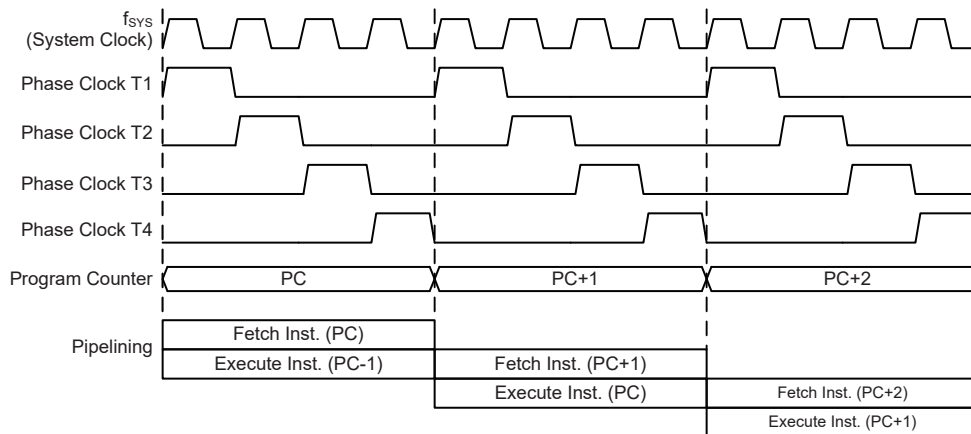 fSYS
(System Clock)
Phase Clock T1
Phase Clock T2
Phase Clock T3
Phase Clock T4
Program Counter PC PC+1 PC+2
Pipelining
Fetch Inst. (PC)
Execute Inst. (PC-1) Fetch Inst. (PC+1)
Execute Inst. (PC) Fetch Inst. (PC+2)
Execute Inst. (PC+1)